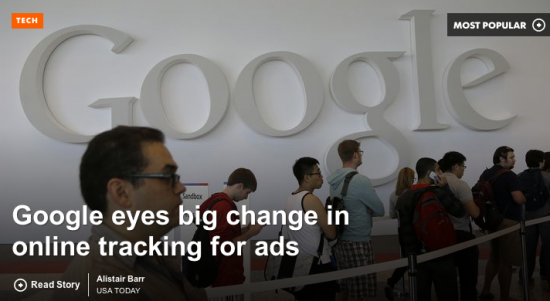 TECH
MOST POPULAR
Google
Sandbox
Google eyes big change in
online tracking for ads
Read Story
Alistair Barr
USA TODAY